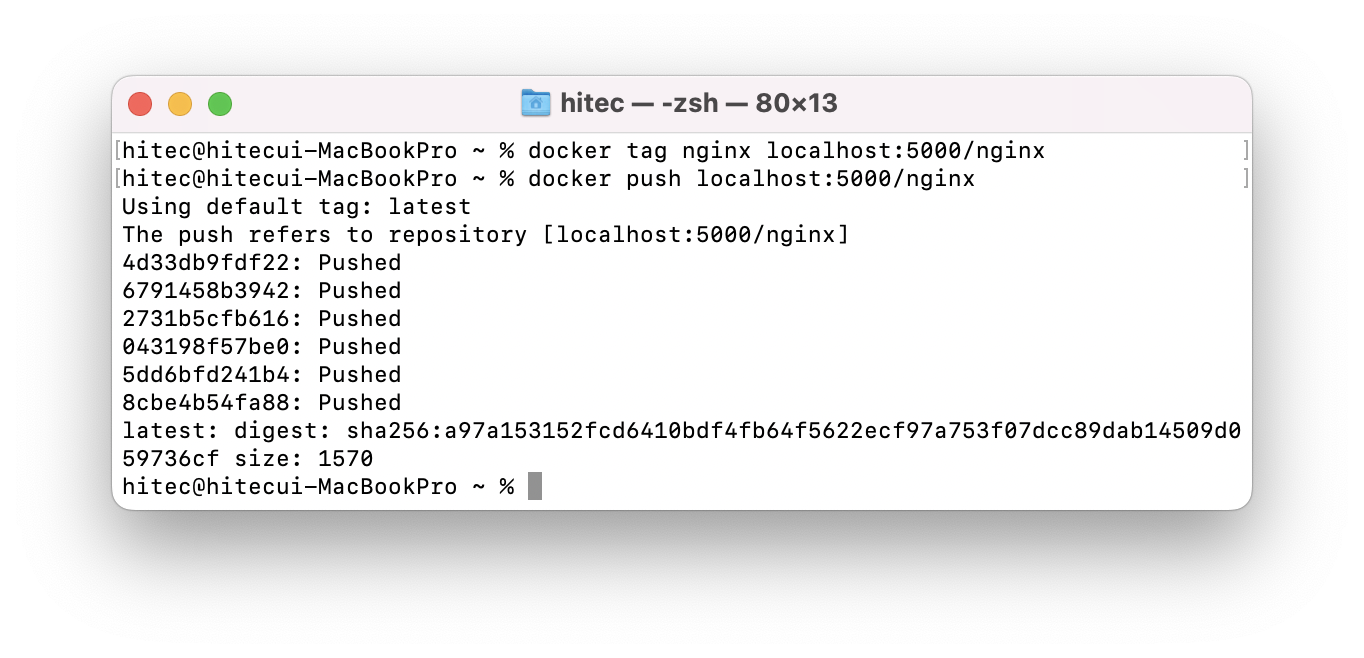 hitec — -zsh — 80×13
[hitec@hitecui-MacBookPro ~ % docker tag nginx localhost:5000/nginx ]
[hitec@hitecui-MacBookPro ~ % docker push localhost:5000/nginx ]
Using default tag: latest
The push refers to repository [localhost:5000/nginx]
4d33db9fdf22: Pushed
6791458b3942: Pushed
2731b5cfb616: Pushed
043198f57be0: Pushed
5dd6bfd241b4: Pushed
8cbe4b54fa88: Pushed
latest: digest: sha256:a97a153152fcd6410bdf4fb64f5622ecf97a753f07dcc89dab14509d0
59736cf size: 1570
hitec@hitecui-MacBookPro ~ %